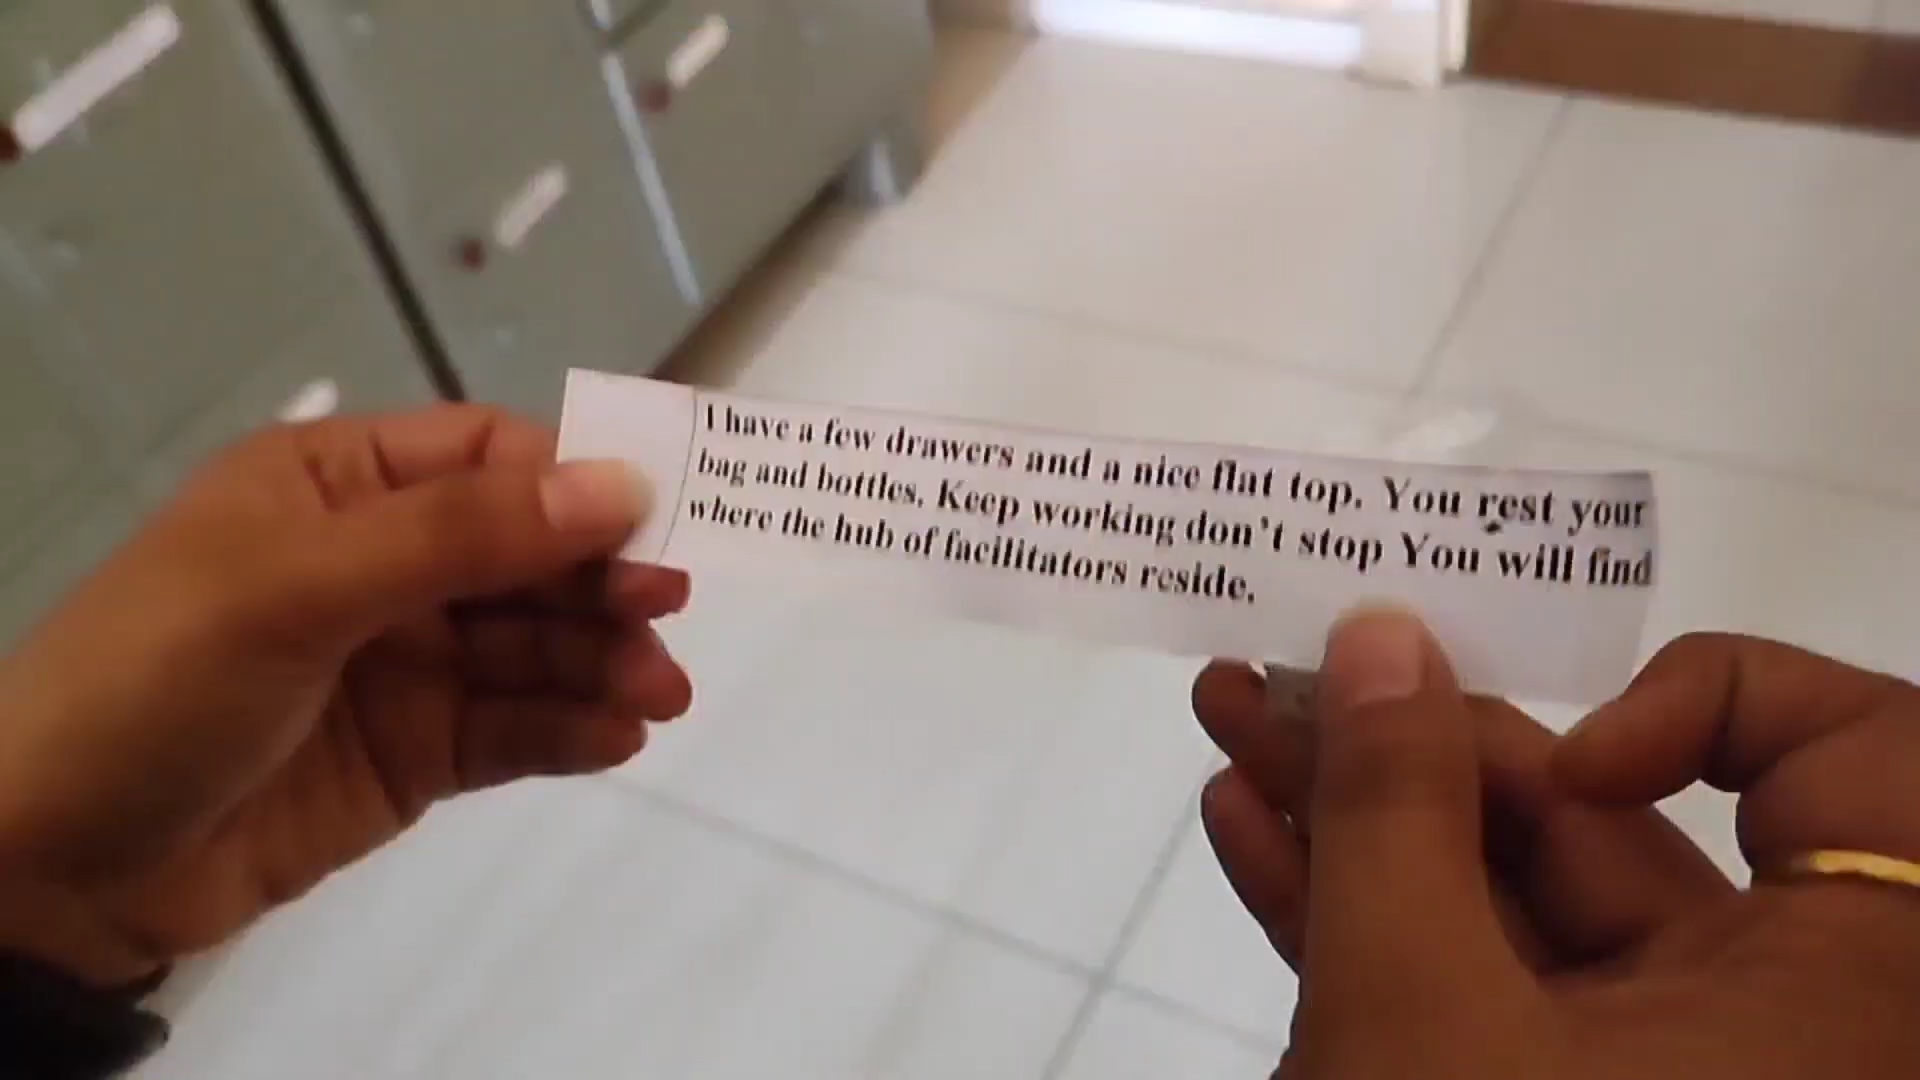 I have a few drawers and a nice flat top. You rest your
bag and bottles. Keep working don't stop You will find
where the hub of facilitators reside.